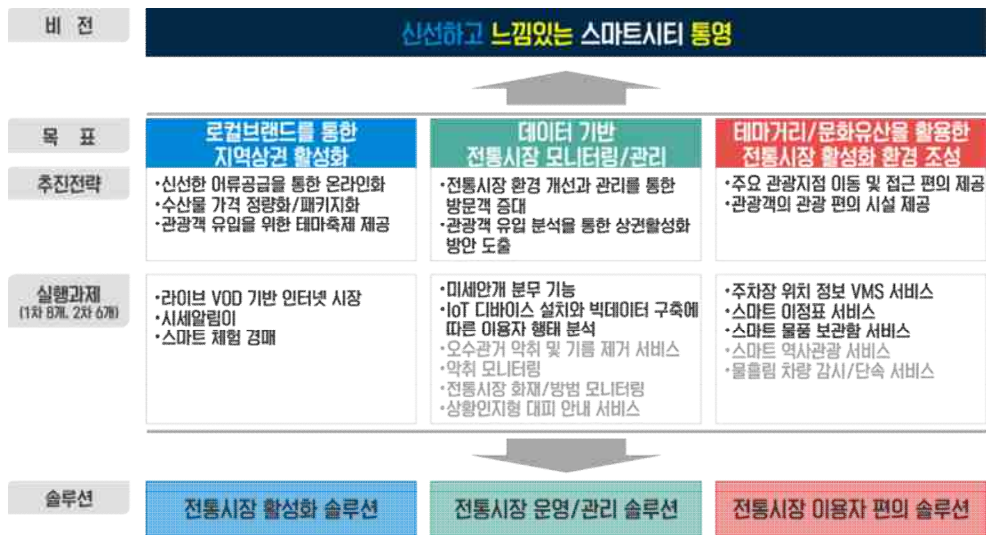 비 전
신선하고 느낌있는 스마트시티 통영
목 표
로컬브랜드를 통한
지역상권 활성화
데이터 기반
전통시장 모니터링/관리
테마거리/문화유산을 활용한
전통시장 활성화 환경 조성
추진전략
•신선한 어류공급을 통한 온라인화
•수산물 가격 정량화/패키지화
•관광객 유입을 위한 테마축제 제공
•전통시장 환경 개선과 관리를 통한
방문객 증대
•관광객 유입 분석을 통한 상권활성화
방안 도출
•주요 관광지점 이동 및 접근 편의 제공
•관광객의 관광 편의 시설 제공
실행과제
(1차 8개, 2차 6개)
•라이브 VOD 기반 인터넷 시장
•시세알림이
•스마트 체험 경매
•미세안개 분무 기능
•IoT 디바이스 설치와 빅데이터 구축에
따른 이용자 행태 분석
•오수관거 악취 및 기름 제거 서비스
•악취 모니터링
•전통시장 화재/방범 모니터링
•상황인지형 대피 안내 서비스
•주차장 위치 정보 VMS 서비스
•스마트 이정표 서비스
•스마트 물품 보관함 서비스
•스마트 역사관광 서비스
•물흘림 차량 감시/단속 서비스
솔루션
전통시장 활성화 솔루션
전통시장 운영/관리 솔루션
전통시장 이용자 편의 솔루션